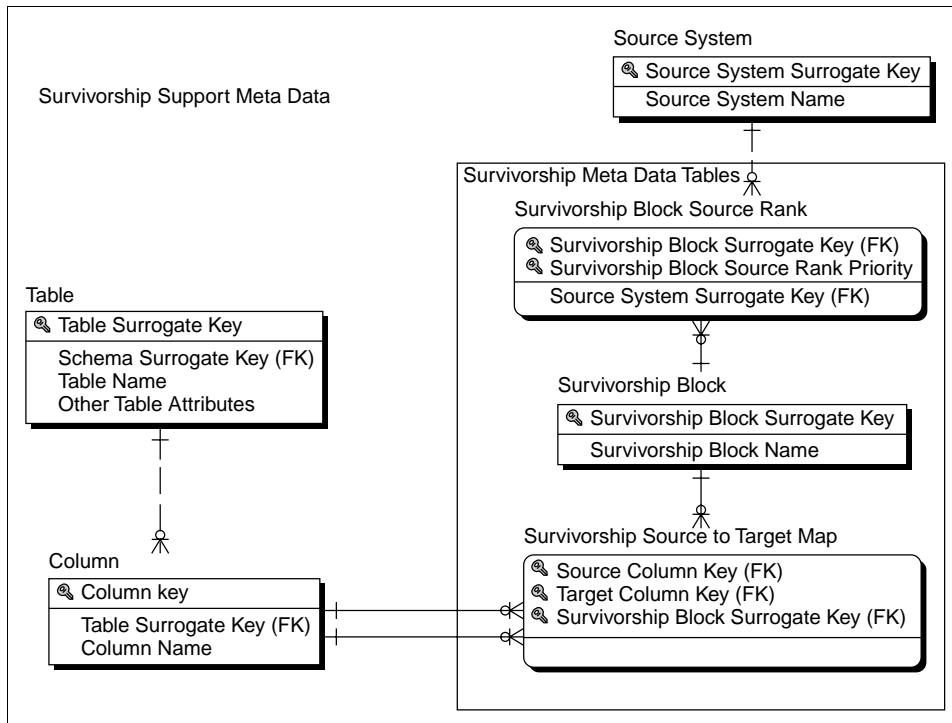 Source System
Source System Surrogate Key
Source System Name
Survivorship Support Meta Data
Survivorship Meta Data Tables
Survivorship Block Source Rank
Survivorship Block Surrogate Key (FK)
Survivorship Block Source Rank Priority
Source System Surrogate Key (FK)
Table
Table Surrogate Key
Schema Surrogate Key (FK)
Table Name
Other Table Attributes
Survivorship Block
Survivorship Block Surrogate Key
Survivorship Block Name
Column
Column key
Table Surrogate Key (FK)
Column Name
Survivorship Source to Target Map
Source Column Key (FK)
Target Column Key (FK)
Survivorship Block Surrogate Key (FK)